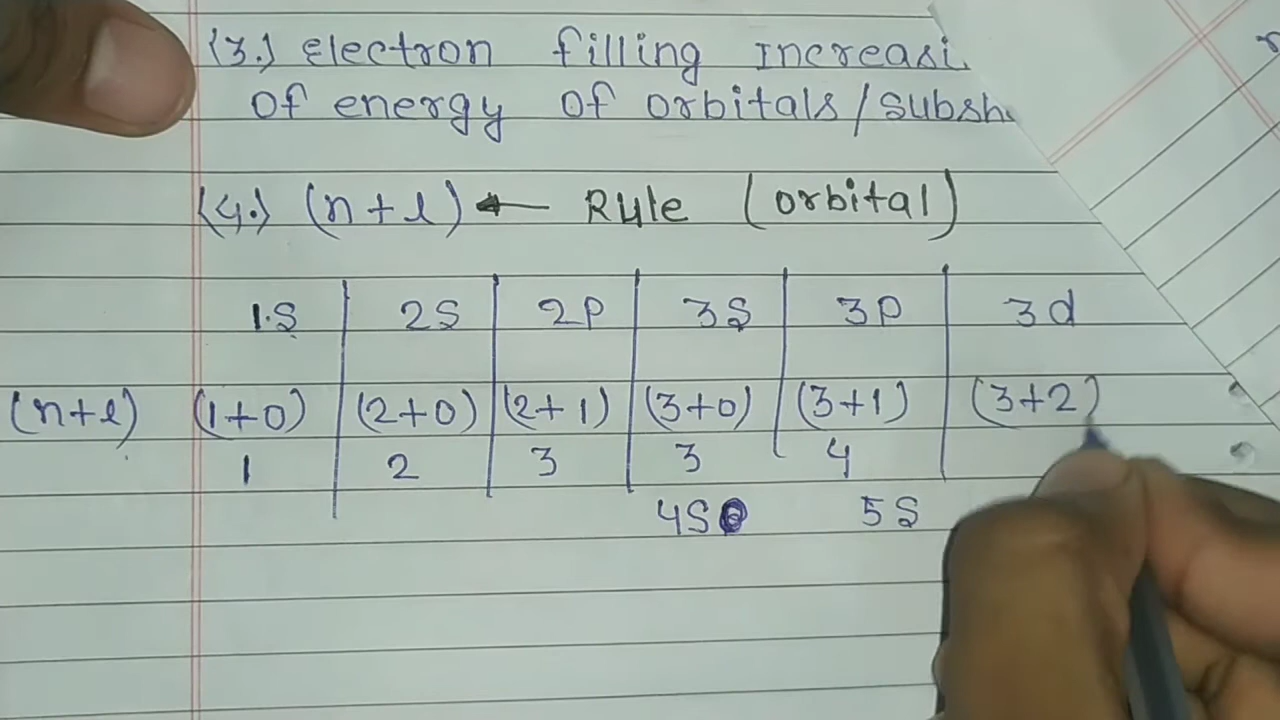 (3.) Electron filling Increasi
of energy of orbitals/subsh
(4.) (n+l) ← Rule (orbital)
1.S 2S 2P 3S 3P 3d
(n+l) (1+0) (2+0) (2+1) (3+0) (3+1) (3+2)
1 2 3 3 4
4S 5S